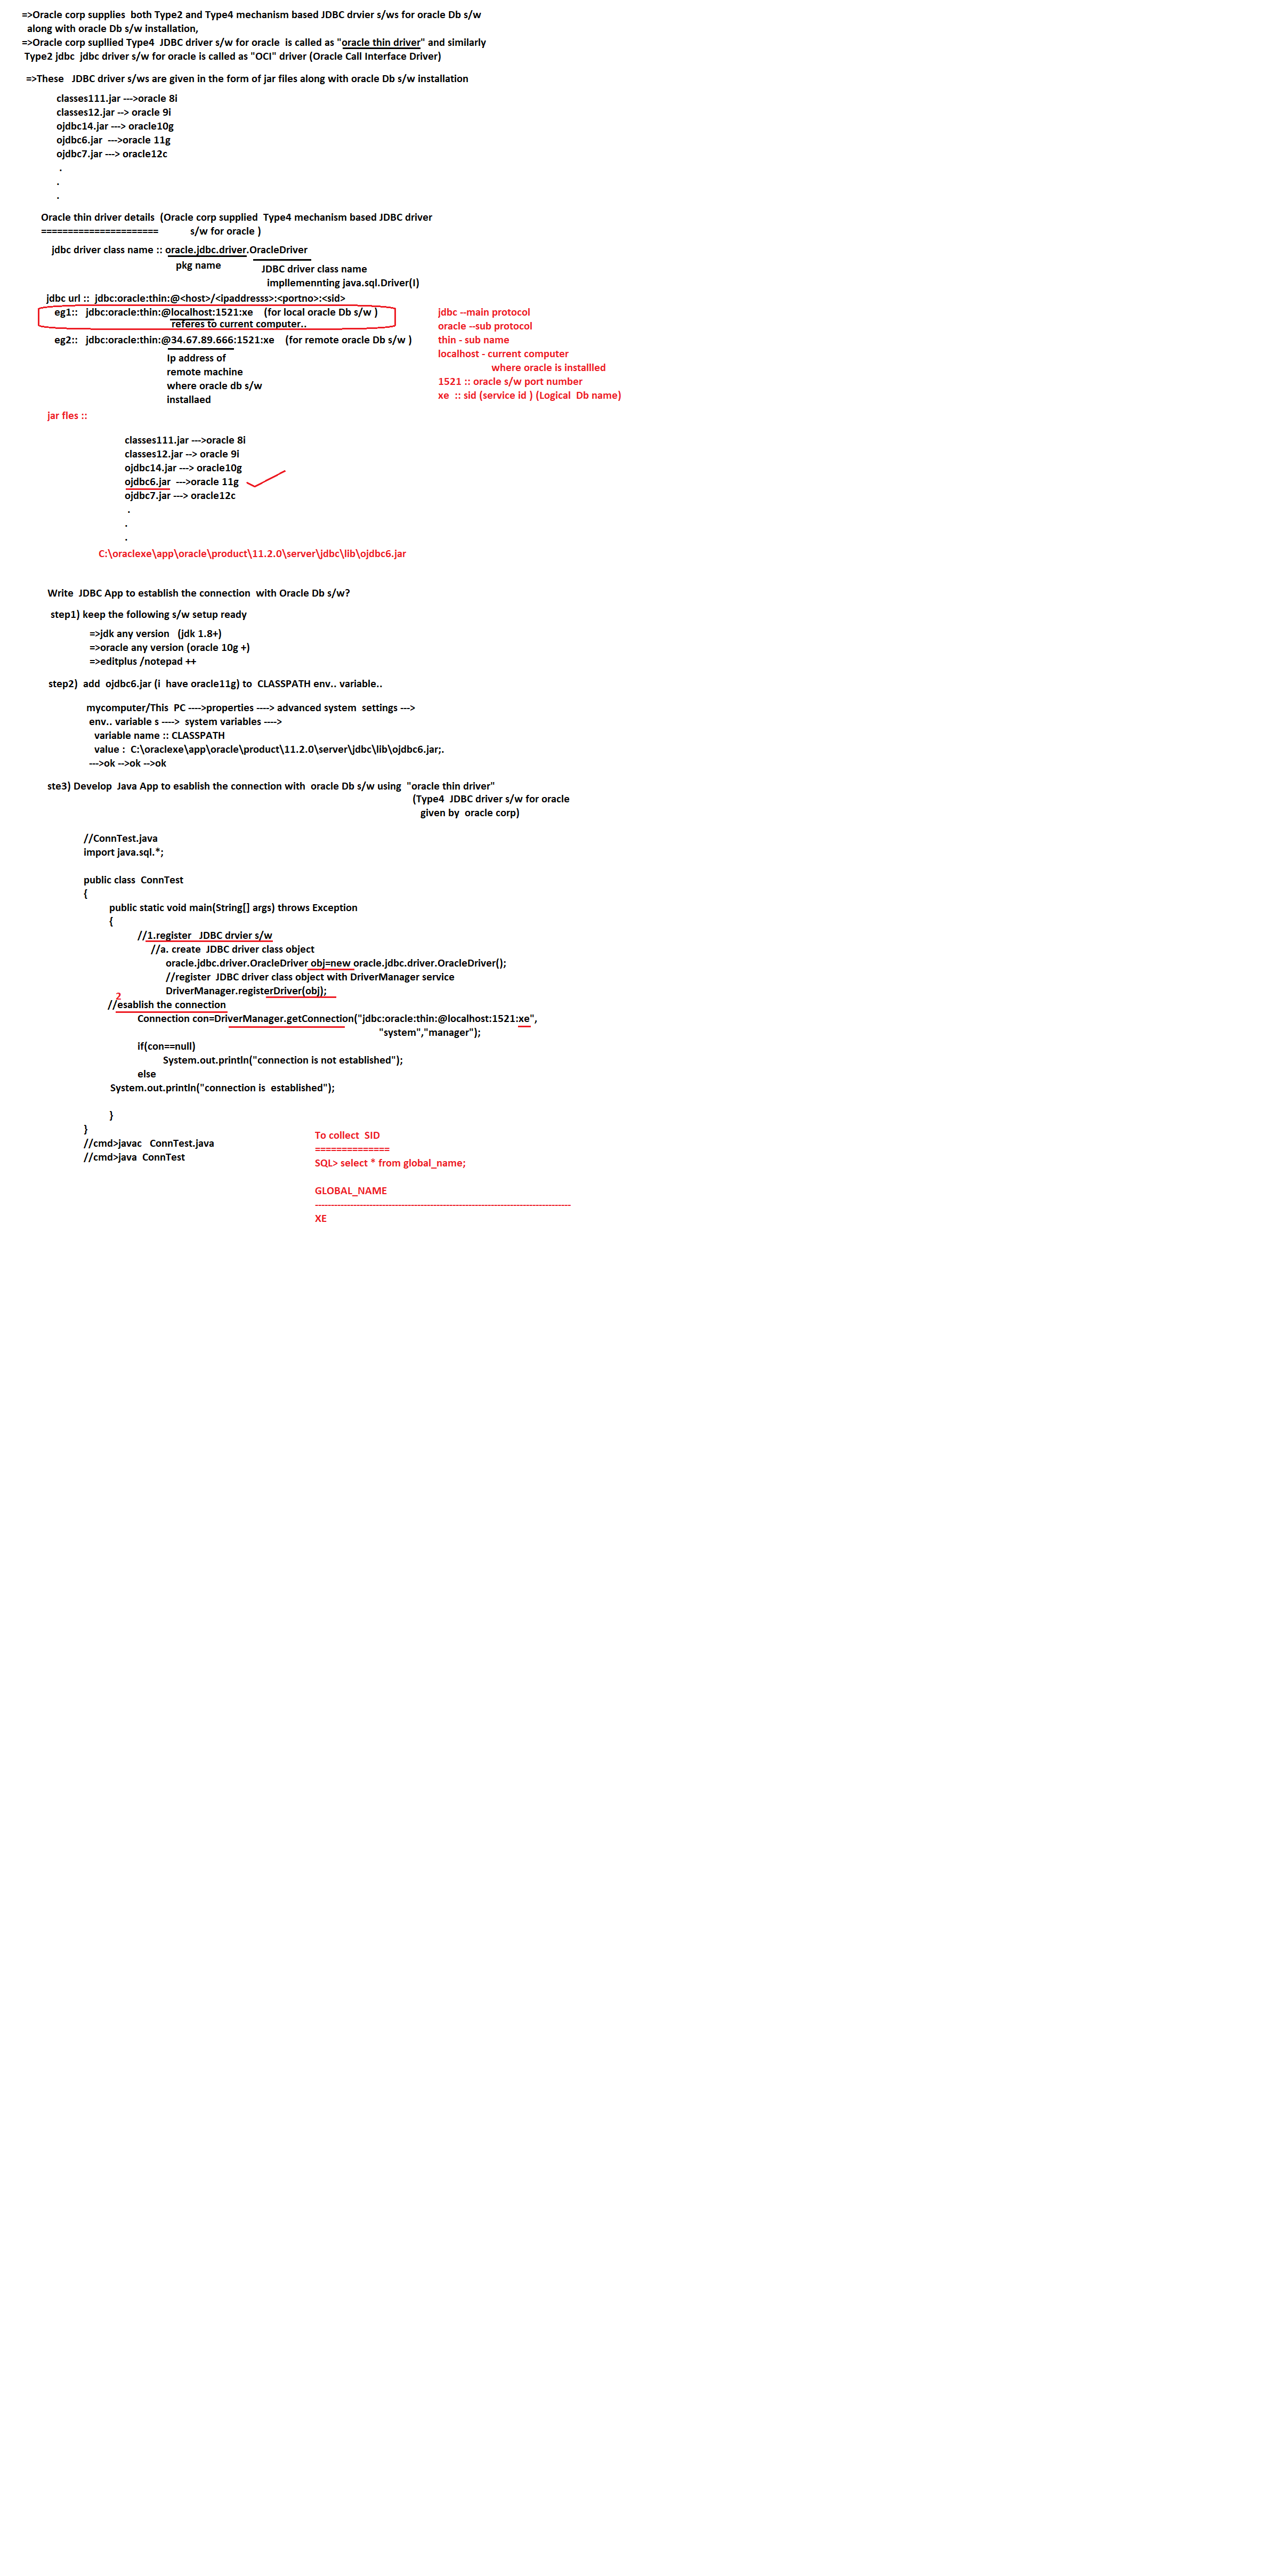 =>Oracle corp supplies  both Type2 and Type4 mechanism based JDBC drvier s/ws for oracle Db s/w
along with oracle Db s/w installation,
=>Oracle corp supllied Type4  JDBC driver s/w for oracle  is called as "oracle thin driver" and similarly
Type2 jdbc  jdbc driver s/w for oracle is called as "OCI" driver (Oracle Call Interface Driver)
=>These   JDBC driver s/ws are given in the form of jar files along with oracle Db s/w installation
classes111.jar --->oracle 8i
classes12.jar --> oracle 9i
ojdbc14.jar ---> oracle10g
ojdbc6.jar  --->oracle 11g
ojdbc7.jar ---> oracle12c
.
.
.
Oracle thin driver details  (Oracle corp supplied  Type4 mechanism based JDBC driver
======================            s/w for oracle )
jdbc driver class name :: oracle.jdbc.driver.OracleDriver
pkg name
JDBC driver class name
impllemennting java.sql.Driver(I)
jdbc url ::  jdbc:oracle:thin:@<host>/<ipaddresss>:<portno>:<sid>
eg1::   jdbc:oracle:thin:@localhost:1521:xe    (for local oracle Db s/w )
referes to current computer..
eg2::   jdbc:oracle:thin:@34.67.89.666:1521:xe    (for remote oracle Db s/w )
Ip address of
remote machine
where oracle db s/w
installaed
jdbc --main protocol
oracle --sub protocol
thin - sub name
localhost - current computer
where oracle is installled
1521 :: oracle s/w port number
xe  :: sid (service id ) (Logical  Db name)
jar fles ::
classes111.jar --->oracle 8i
classes12.jar --> oracle 9i
ojdbc14.jar ---> oracle10g
ojdbc6.jar  --->oracle 11g
ojdbc7.jar ---> oracle12c
.
.
.
C:\oraclexe\app\oracle\product\11.2.0\server\jdbc\lib\ojdbc6.jar
Write  JDBC App to establish the connection  with Oracle Db s/w?
step1) keep the following s/w setup ready
=>jdk any version   (jdk 1.8+)
=>oracle any version (oracle 10g +)
=>editplus /notepad ++
step2)  add  ojdbc6.jar (i  have oracle11g) to  CLASSPATH env.. variable..
mycomputer/This  PC ---->properties ----> advanced system  settings --->
env.. variable s ---->  system variables ---->
variable name :: CLASSPATH
value :  C:\oraclexe\app\oracle\product\11.2.0\server\jdbc\lib\ojdbc6.jar;.
--->ok -->ok -->ok
ste3) Develop  Java App to esablish the connection with  oracle Db s/w using  "oracle thin driver"
(Type4  JDBC driver s/w for oracle
given by  oracle corp)
//ConnTest.java
import java.sql.*;
public class  ConnTest
{
public static void main(String[] args) throws Exception
{
//1.register   JDBC drvier s/w
//a. create  JDBC driver class object
oracle.jdbc.driver.OracleDriver obj=new oracle.jdbc.driver.OracleDriver();
//register  JDBC driver class object with DriverManager service
DriverManager.registerDriver(obj);
2
//esablish the connection
Connection con=DriverManager.getConnection("jdbc:oracle:thin:@localhost:1521:xe",
"system","manager");
if(con==null)
System.out.println("connection is not established");
else
System.out.println("connection is  established");
}
}
//cmd>javac   ConnTest.java
//cmd>java  ConnTest
To collect  SID
==============
SQL> select * from global_name;
GLOBAL_NAME
--------------------------------------------------------------------------------
XE